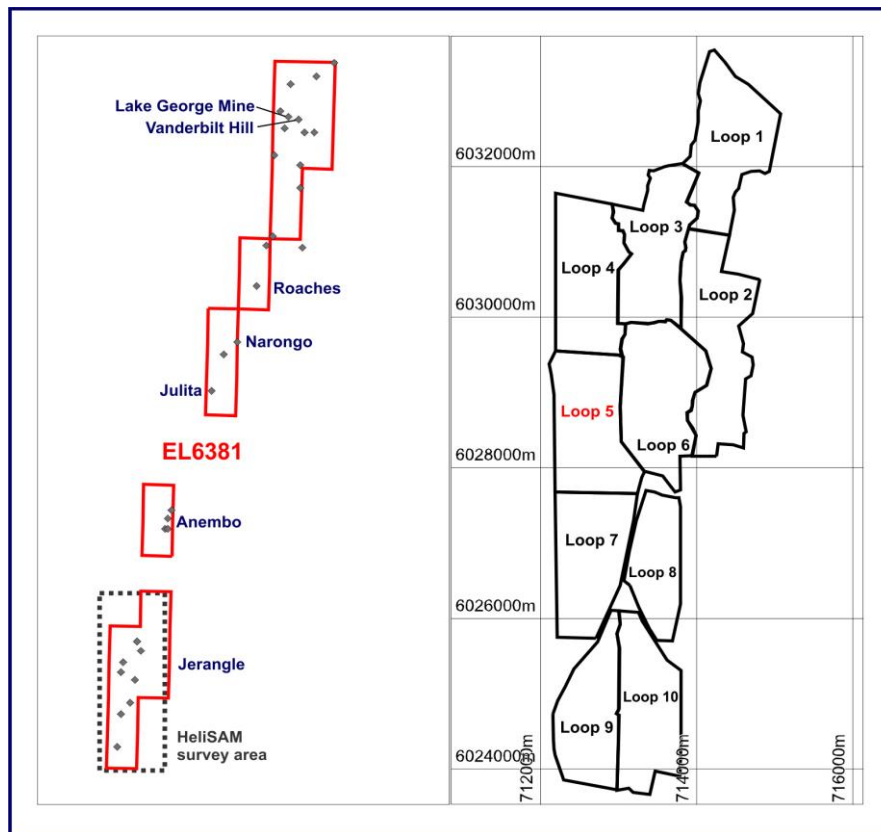 Lake George Mine
Vanderbilt Hill
Roaches
Narongo
Julita
EL6381
Anembo
Jerangle
HeliSAM
survey area
Loop 1
6032000m
Loop 3
Loop 4
Loop 2
6030000m
Loop 5
Loop 6
6028000m
Loop 7
Loop 8
6026000m
Loop 10
Loop 9
6024000m
712000m
714000m
716000m